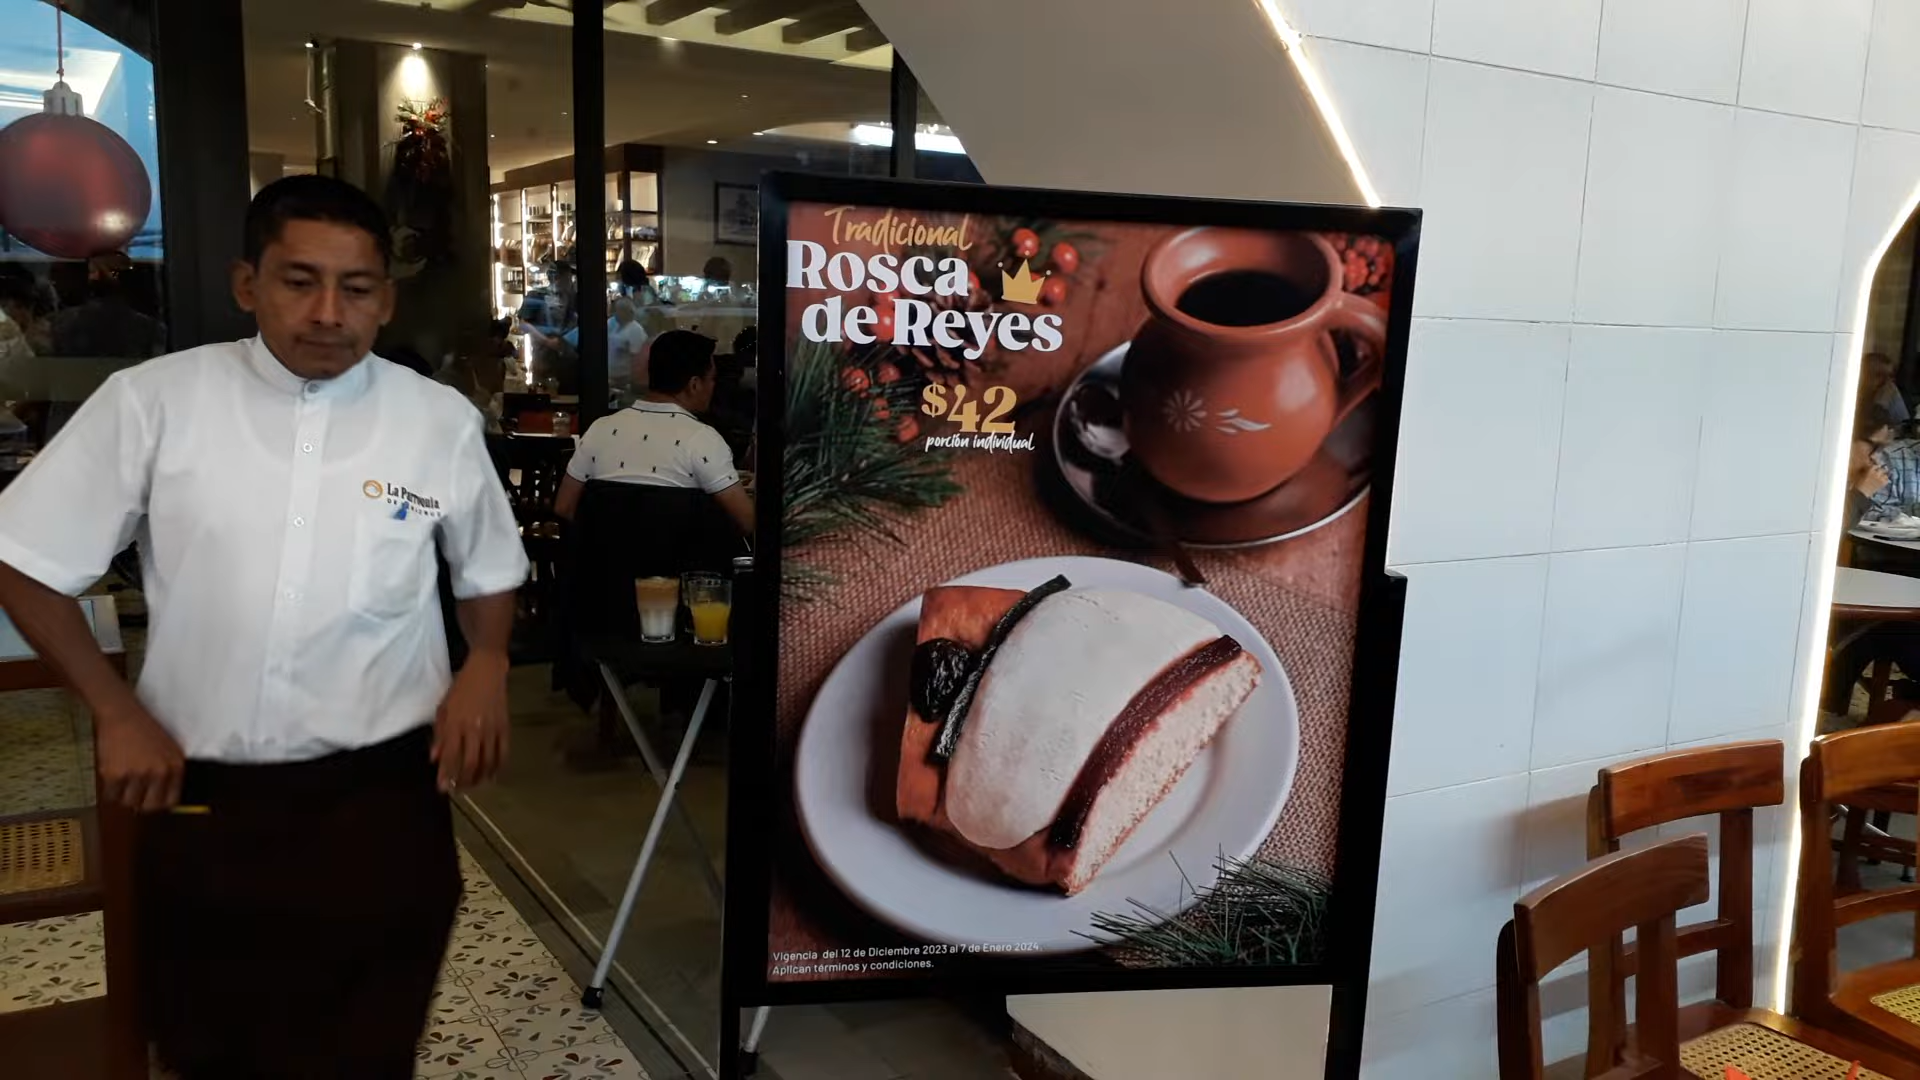 Tradicional
Rosca
de Reyes
$42
porción individual
Vigencia del 12 de Diciembre 2023 al 7 de Enero 2024.
Aplican términos y condiciones.
La Parroquia
DE